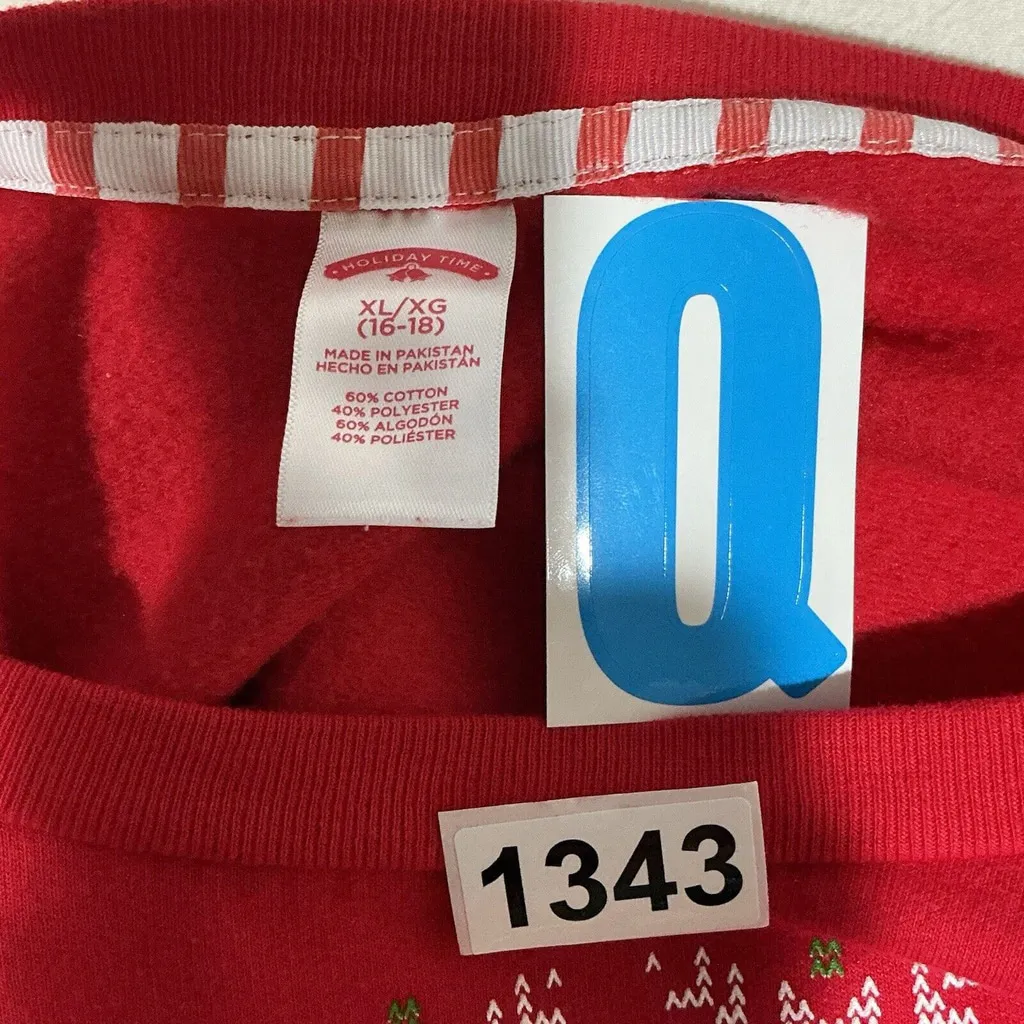 HOLIDAY TIME
XL/XG
(16-18)
MADE IN PAKISTAN
HECHO EN PAKISTÁN
60% COTTON
40% POLYESTER
60% ALGODÓN
40% POLIÉSTER
Q
1343